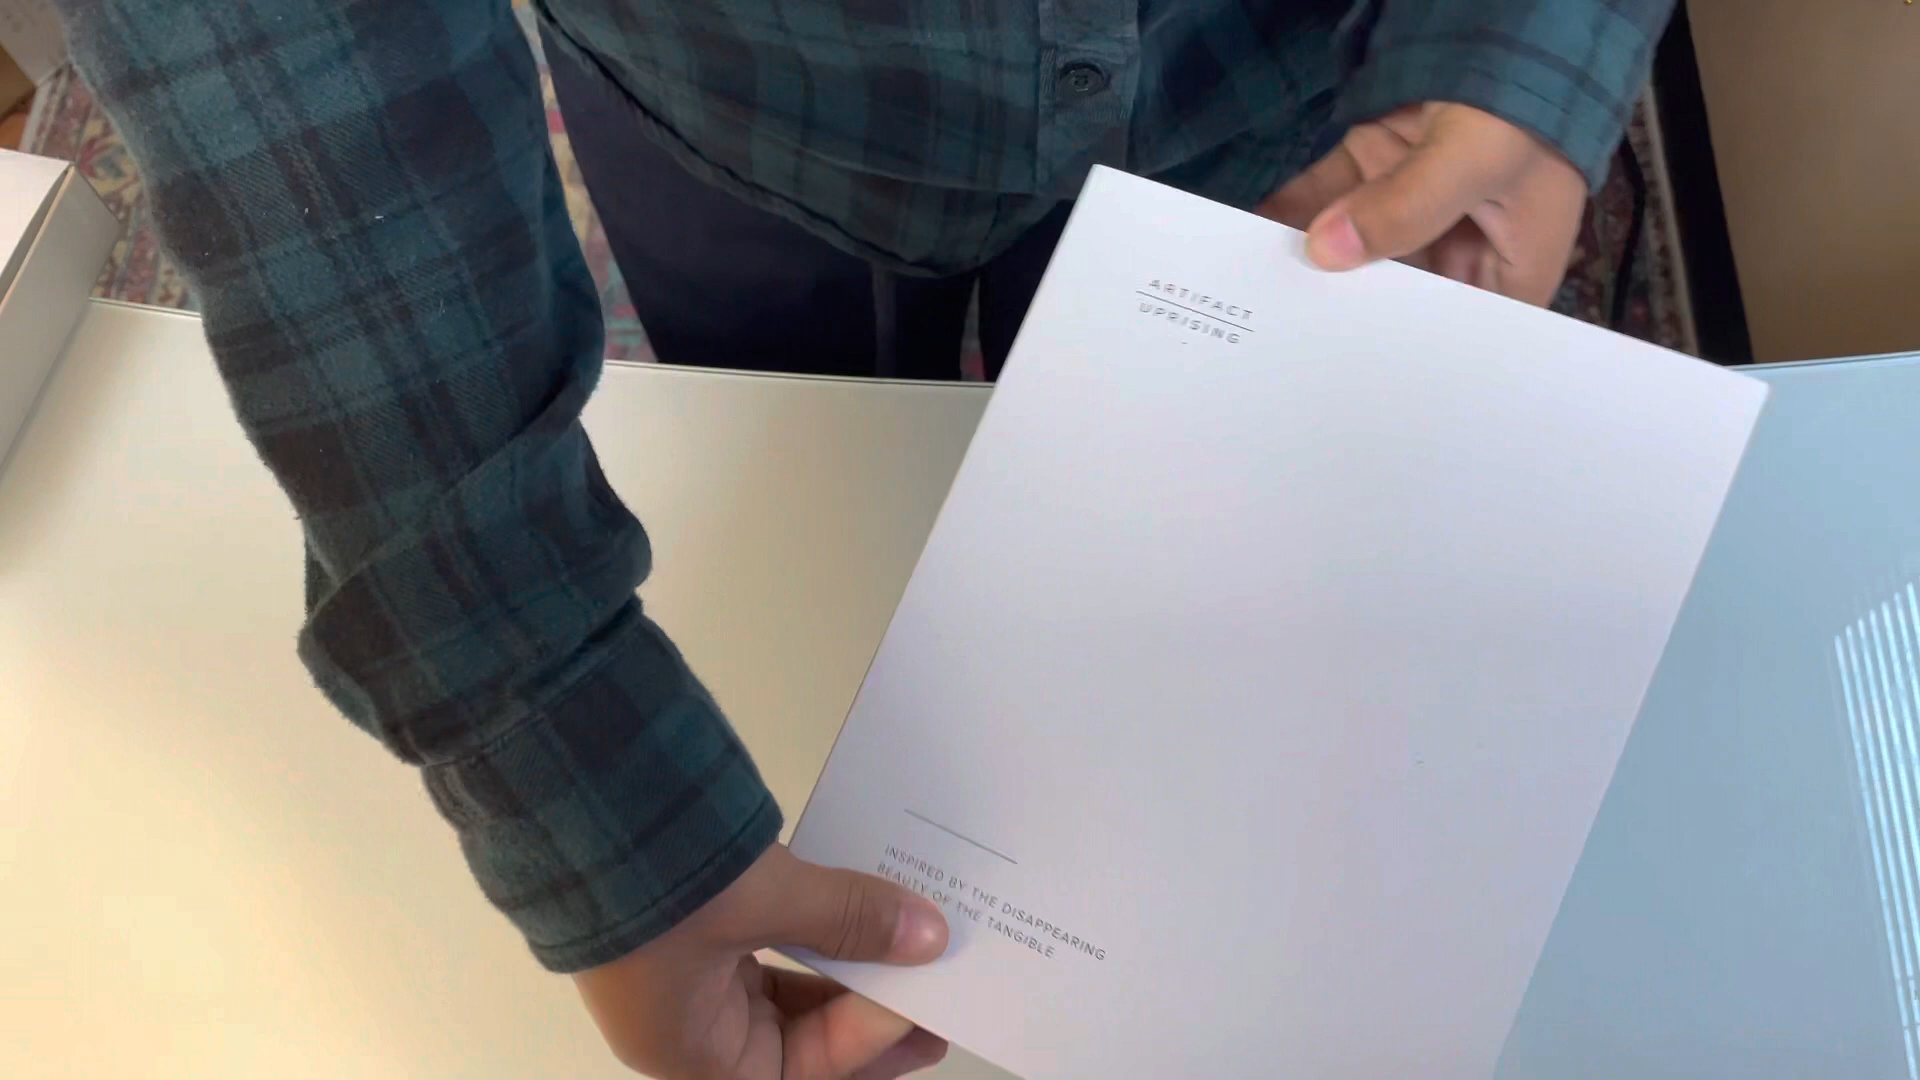 ARTIFACT
UPRISING
INSPIRED BY THE DISAPPEARING
BEAUTY OF THE TANGIBLE